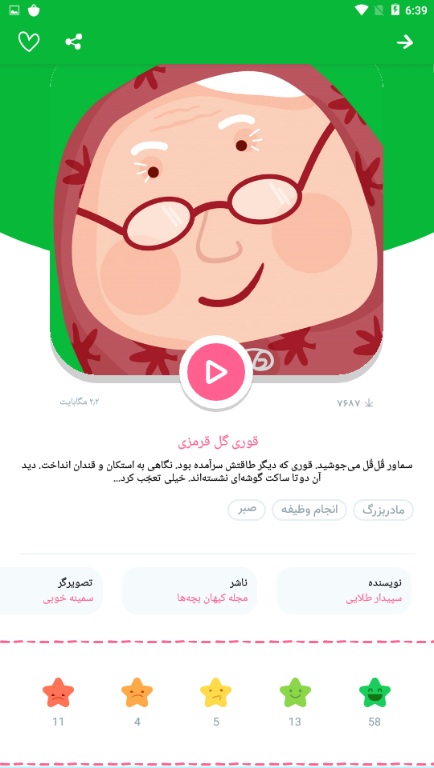 6:39
۷۶۸۷
۲٫۲ مگابایت
قوری گل قرمزی
سماور قُل‌قُل می‌جوشید. قوری که دیگر طاقتش سرآمده بود. نگاهی به استکان و قندان انداخت. دید
آن دوتا ساکت گوشه‌ای نشسته‌اند. خیلی تعجّب کرد...
مادربزرگ انجام وظیفه صبر
نویسنده ناشر تصویرگر
سپیدار طلایی مجله کیهان بچه‌ها سمینه خوبی
11 4 5 13 58